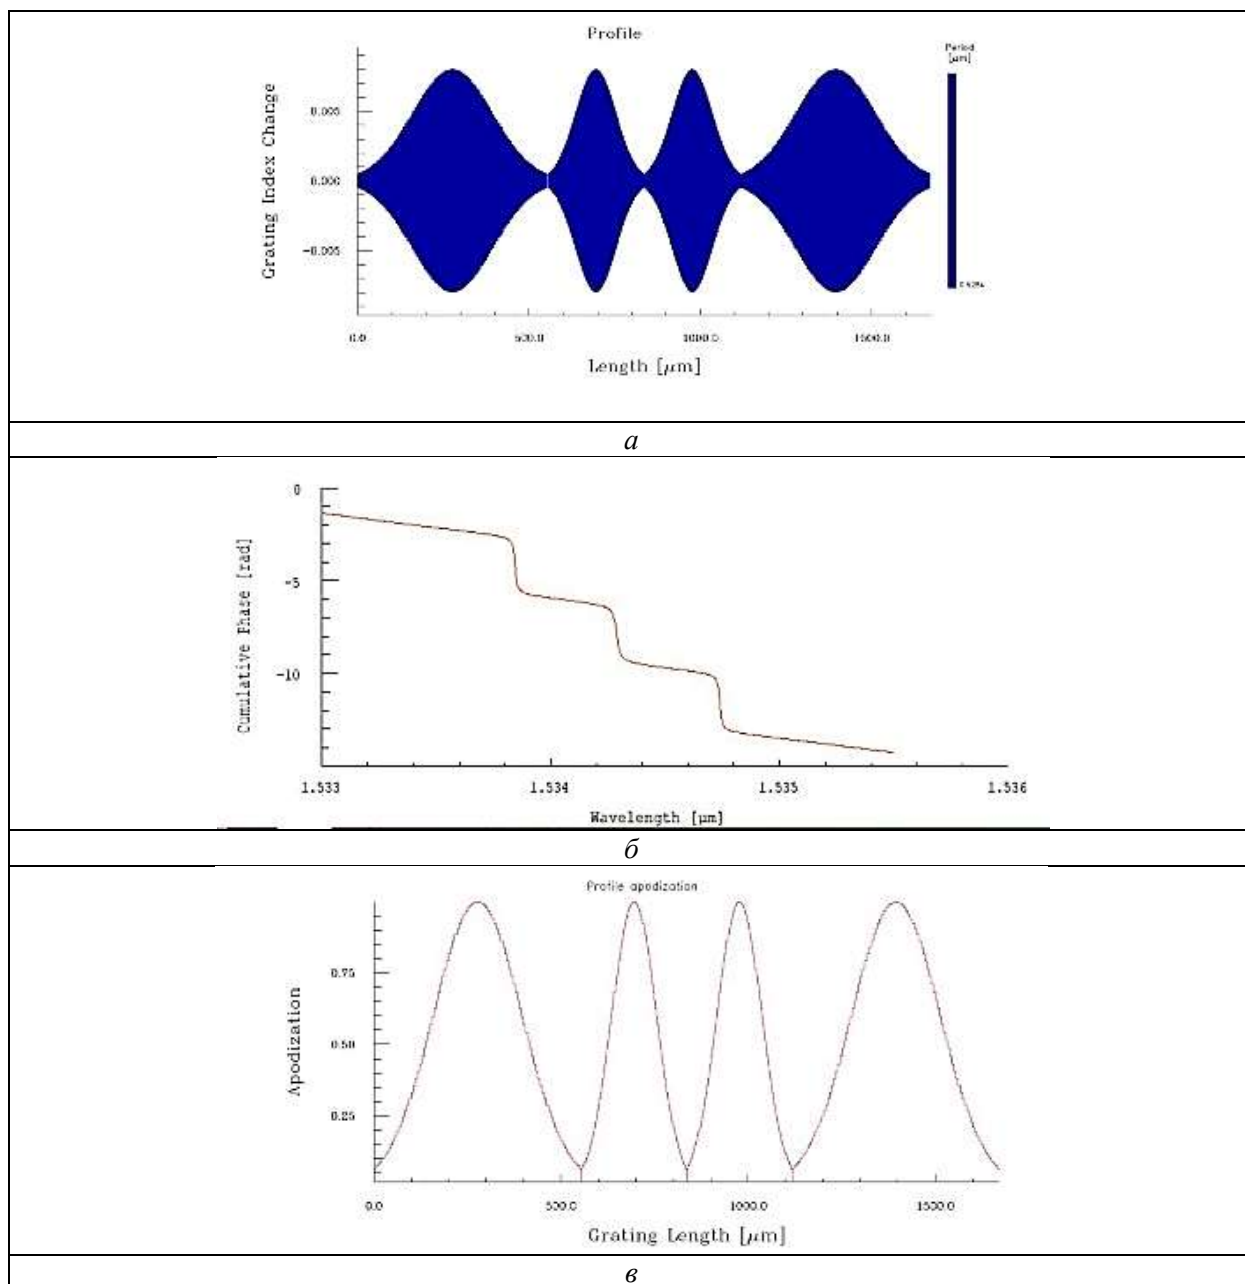 Profile
Period
[μm]
Grating Index Change
0.005
0.000
-0.005
0.0 500.0 1000.0 1500.0
Length [μm]
а
0
-5
-10
Cumulative Phase [rad]
1.533 1.534 1.535 1.536
Wavelength [μm]
б
Profile apodization
Apodization
0.75
0.50
0.25
0.0 500.0 1000.0 1500.0
Grating Length [μm]
в